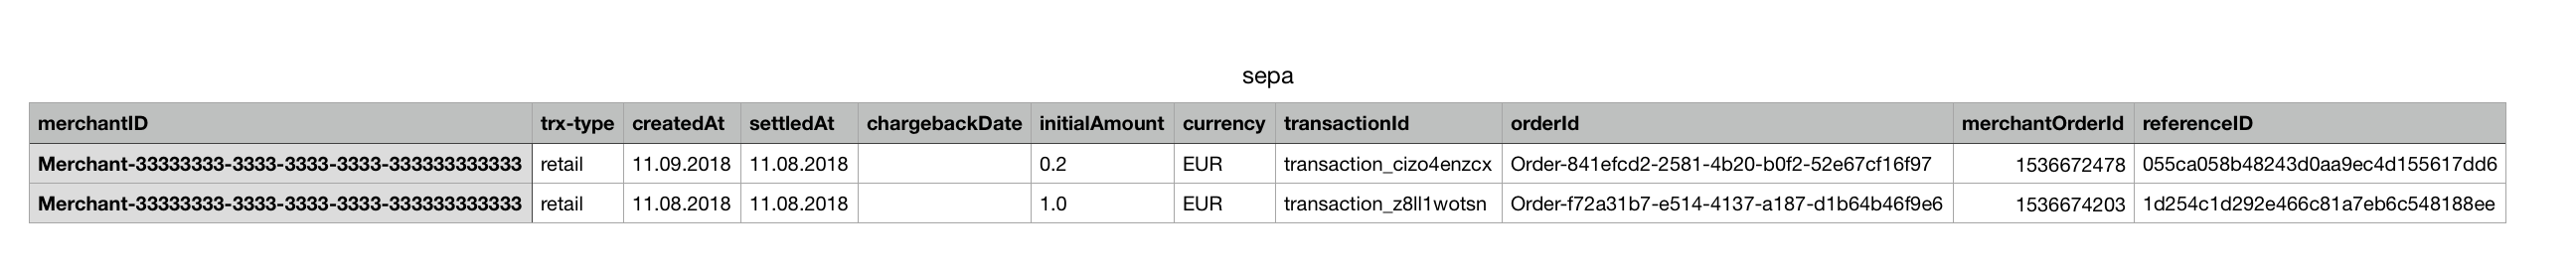 sepa
merchantID trx-type createdAt settledAt chargebackDate initialAmount currency transactionId orderId merchantOrderId referenceID
Merchant-33333333-3333-3333-3333-333333333333 retail 11.09.2018 11.08.2018 0.2 EUR transaction_cizo4enzcx Order-841efcd2-2581-4b20-b0f2-52e67cf16f97 1536672478 055ca058b48243d0aa9ec4d155617dd6
Merchant-33333333-3333-3333-3333-333333333333 retail 11.08.2018 11.08.2018 1.0 EUR transaction_z8ll1wotsn Order-f72a31b7-e514-4137-a187-d1b64b46f9e6 1536674203 1d254c1d292e466c81a7eb6c548188ee